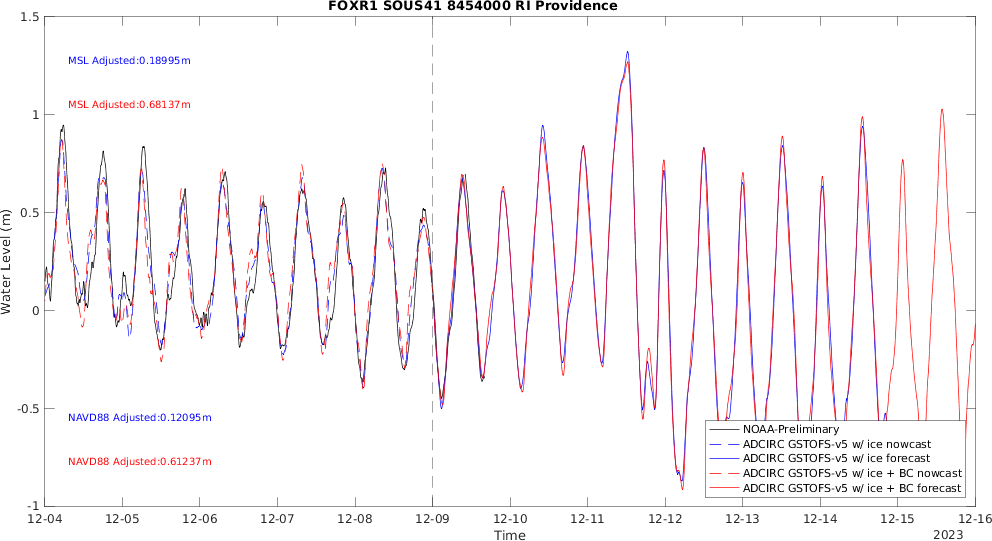 FOXR1 SOUS41 8454000 RI Providence
1.5
1
0.5
0
-0.5
-1
Water Level (m)
MSL Adjusted:0.18995m
MSL Adjusted:0.68137m
NAVD88 Adjusted:0.12095m
NAVD88 Adjusted:0.61237m
NOAA-Preliminary
ADCIRC GSTOFS-v5 w/ ice nowcast
ADCIRC GSTOFS-v5 w/ ice forecast
ADCIRC GSTOFS-v5 w/ ice + BC nowcast
ADCIRC GSTOFS-v5 w/ ice + BC forecast
12-04 12-05 12-06 12-07 12-08 12-09 12-10 12-11 12-12 12-13 12-14 12-15 12-16
Time
2023